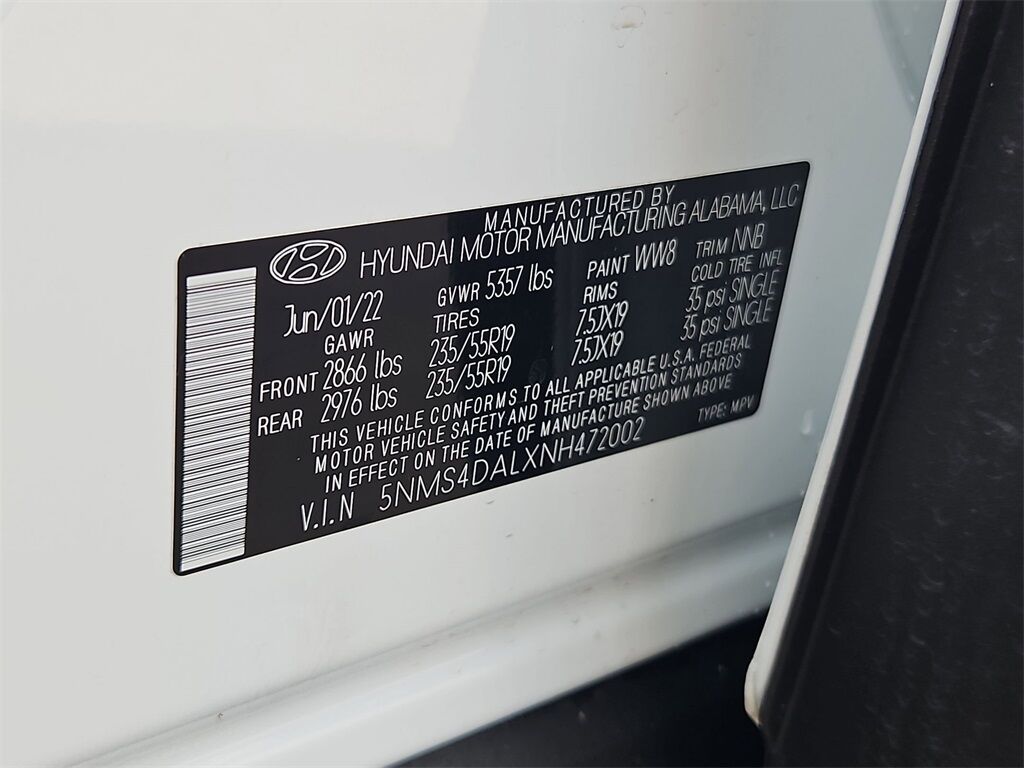 MANUFACTURED BY
HYUNDAI MOTOR MANUFACTURING ALABAMA, LLC
Jun/01/22 GVWR 5357 lbs PAINT WW8 TRIM NNB
GAWR TIRES RIMS COLD TIRE INFL
FRONT 2866 lbs 235/55R19 7.5JX19 35 psi SINGLE
REAR 2976 lbs 235/55R19 7.5JX19 35 psi SINGLE
THIS VEHICLE CONFORMS TO ALL APPLICABLE U.S.A. FEDERAL
MOTOR VEHICLE SAFETY AND THEFT PREVENTION STANDARDS
IN EFFECT ON THE DATE OF MANUFACTURE SHOWN ABOVE
V.I.N 5NMS4DALXNH472002 TYPE: MPV